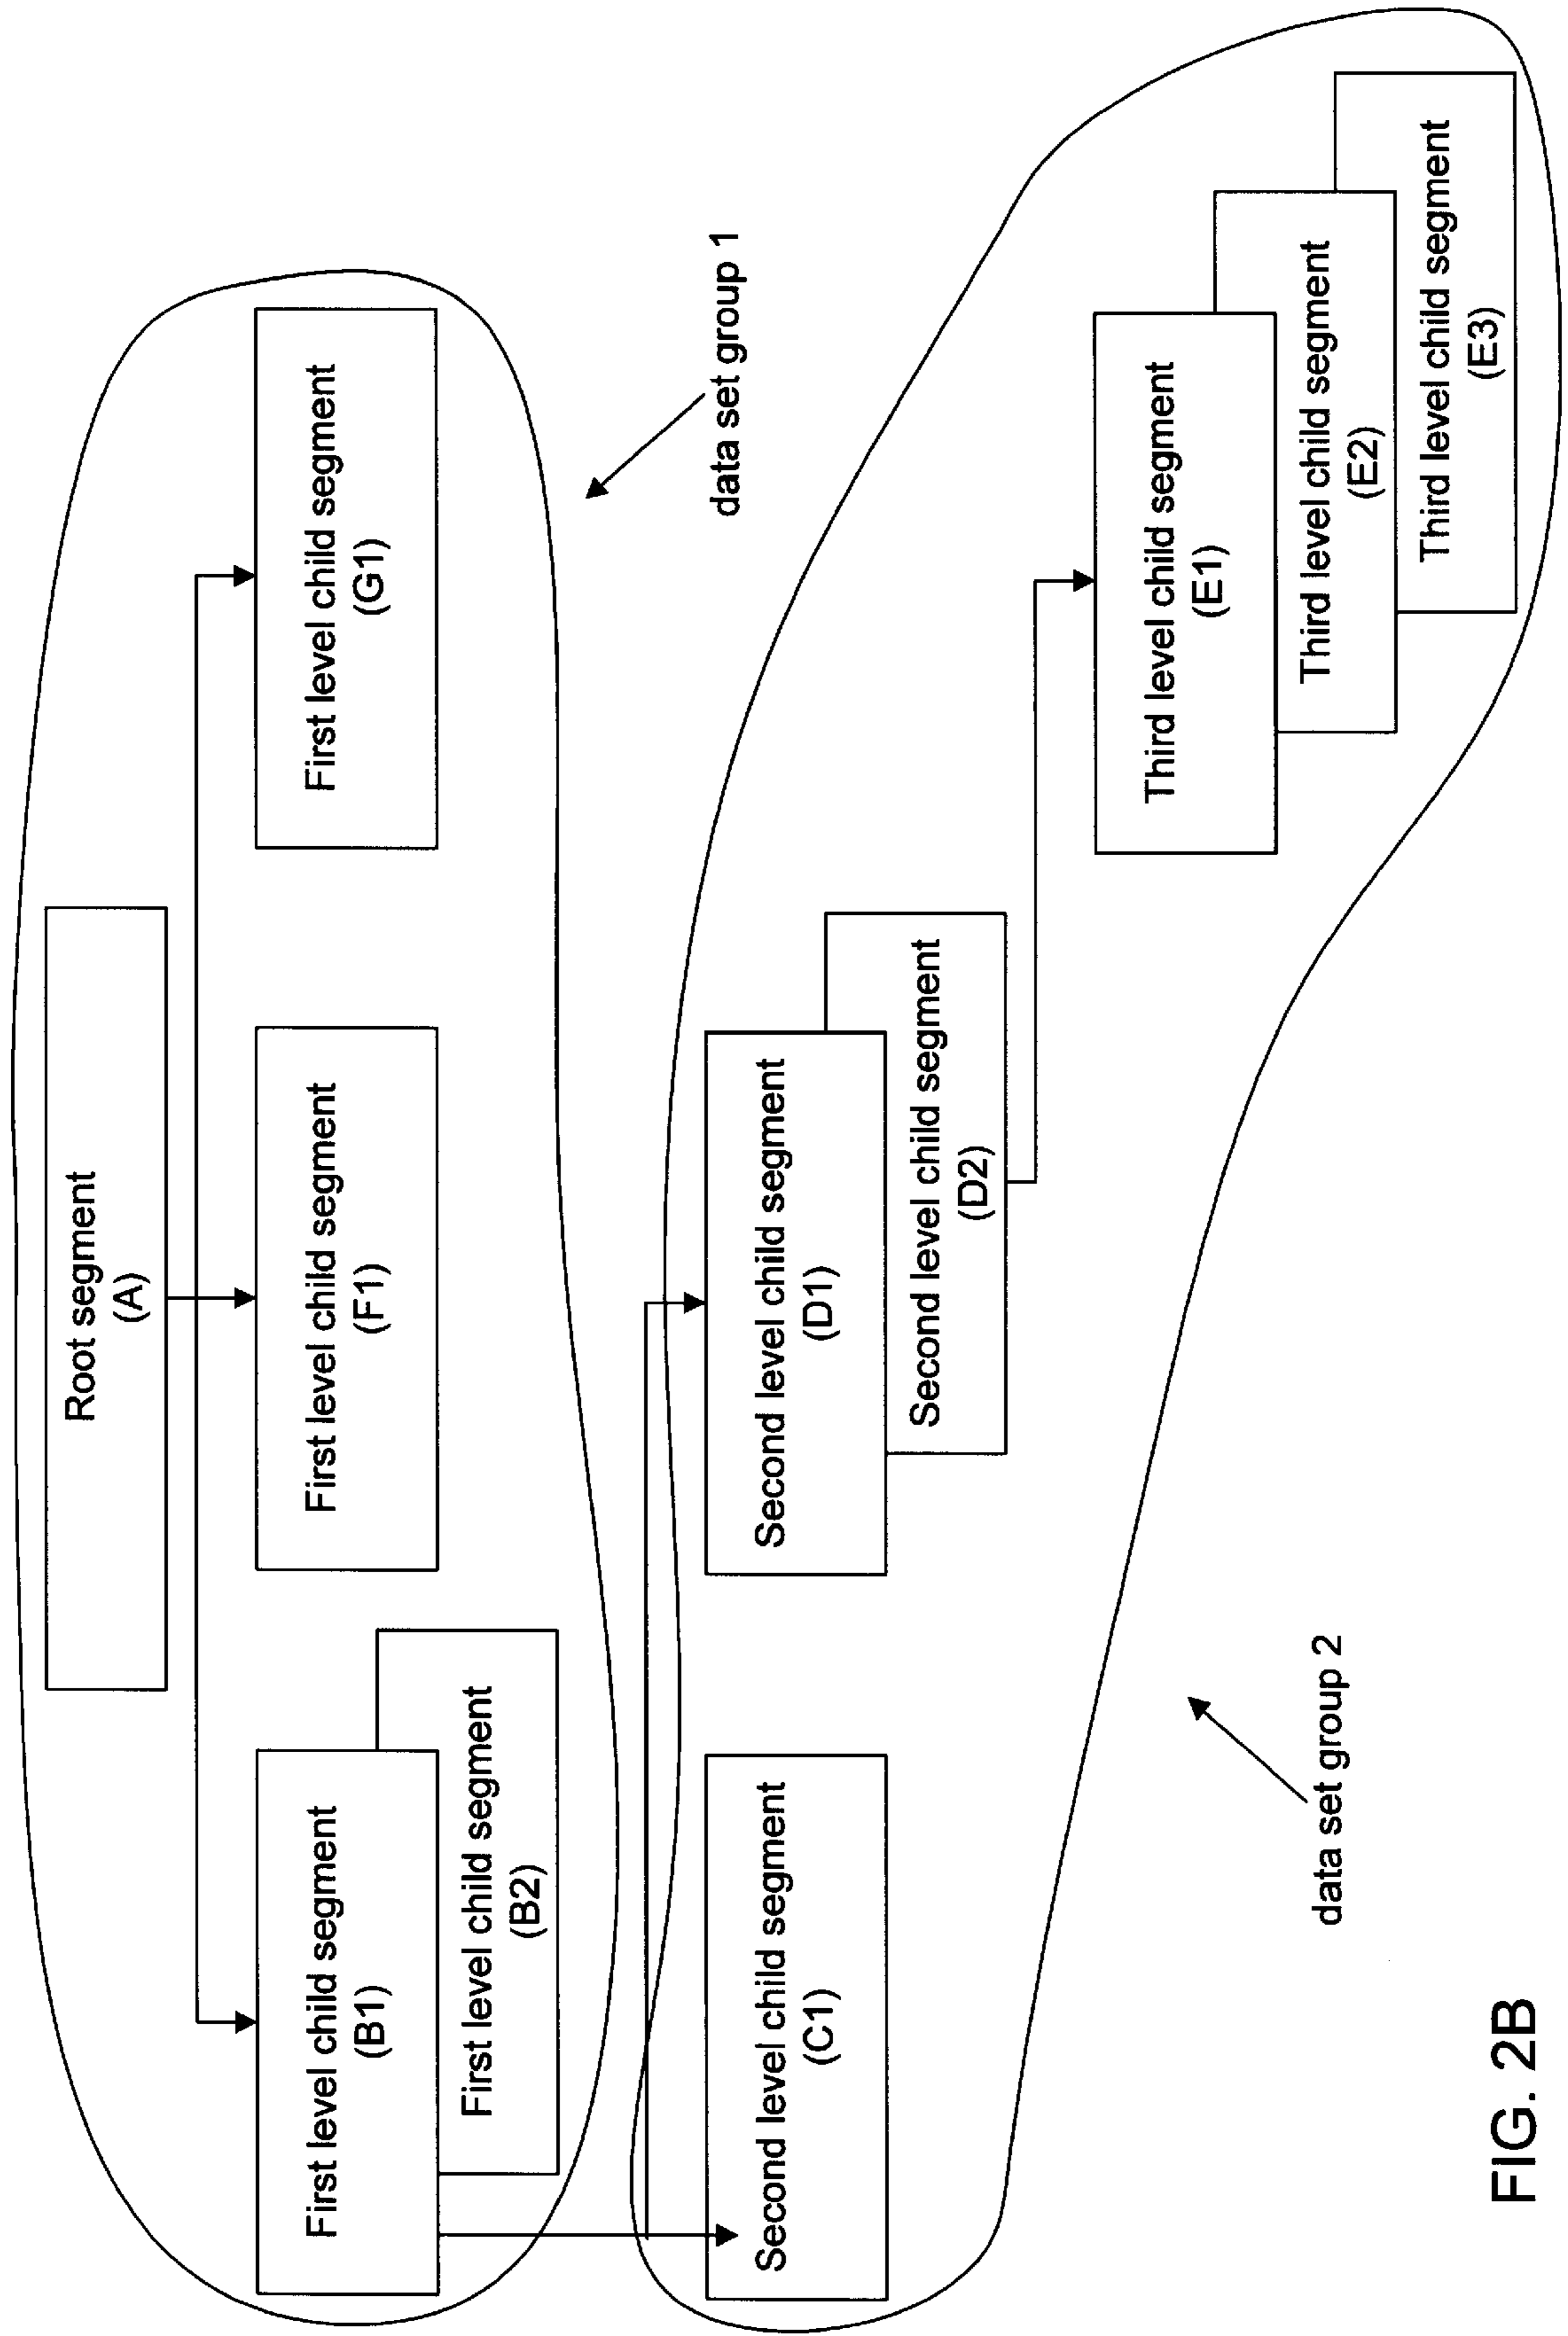 Root segment
(A)
First level child segment
(B1)
First level child segment
(B2)
First level child segment
(F1)
First level child segment
(G1)
data set group 1
Second level child segment
(C1)
Second level child segment
(D1)
Second level child segment
(D2)
Third level child segment
(E1)
Third level child segment
(E2)
Third level child segment
(E3)
data set group 2
FIG. 2B